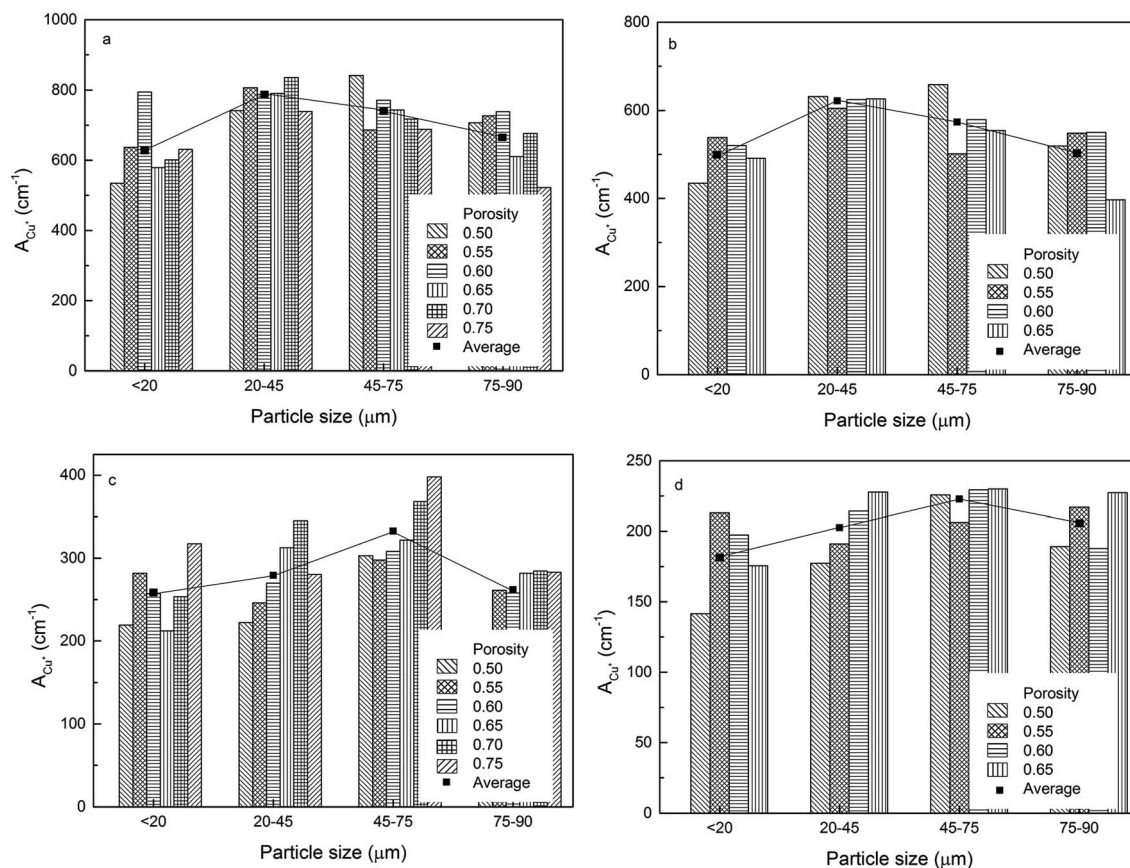 a
1000
800
600
400
200
0
A_Cu* (cm⁻¹)
Porosity
0.50
0.55
0.60
0.65
0.70
0.75
Average
<20 20-45 45-75 75-90
Particle size (μm)
b
800
600
400
200
0
A_Cu* (cm⁻¹)
Porosity
0.50
0.55
0.60
0.65
Average
<20 20-45 45-75 75-90
Particle size (μm)
c
400
300
200
100
0
A_Cu* (cm⁻¹)
Porosity
0.50
0.55
0.60
0.65
0.70
0.75
Average
<20 20-45 45-75 75-90
Particle size (μm)
d
250
200
150
100
50
0
A_Cu* (cm⁻¹)
Porosity
0.50
0.55
0.60
0.65
Average
<20 20-45 45-75 75-90
Particle size (μm)